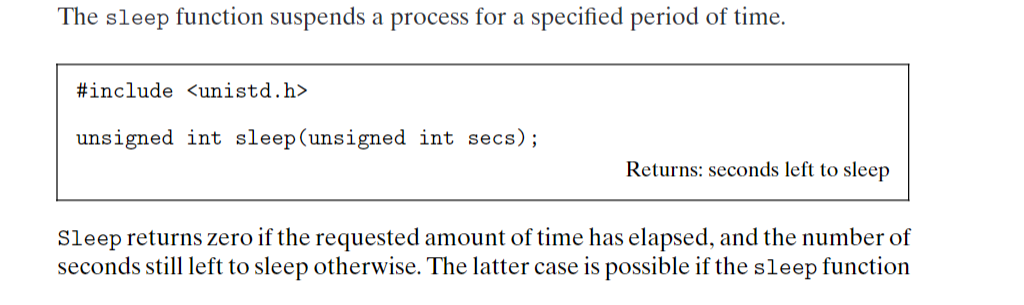 The sleep function suspends a process for a specified period of time.
#include <unistd.h>
unsigned int sleep(unsigned int secs);
Returns: seconds left to sleep
Sleep returns zero if the requested amount of time has elapsed, and the number of
seconds still left to sleep otherwise. The latter case is possible if the sleep function